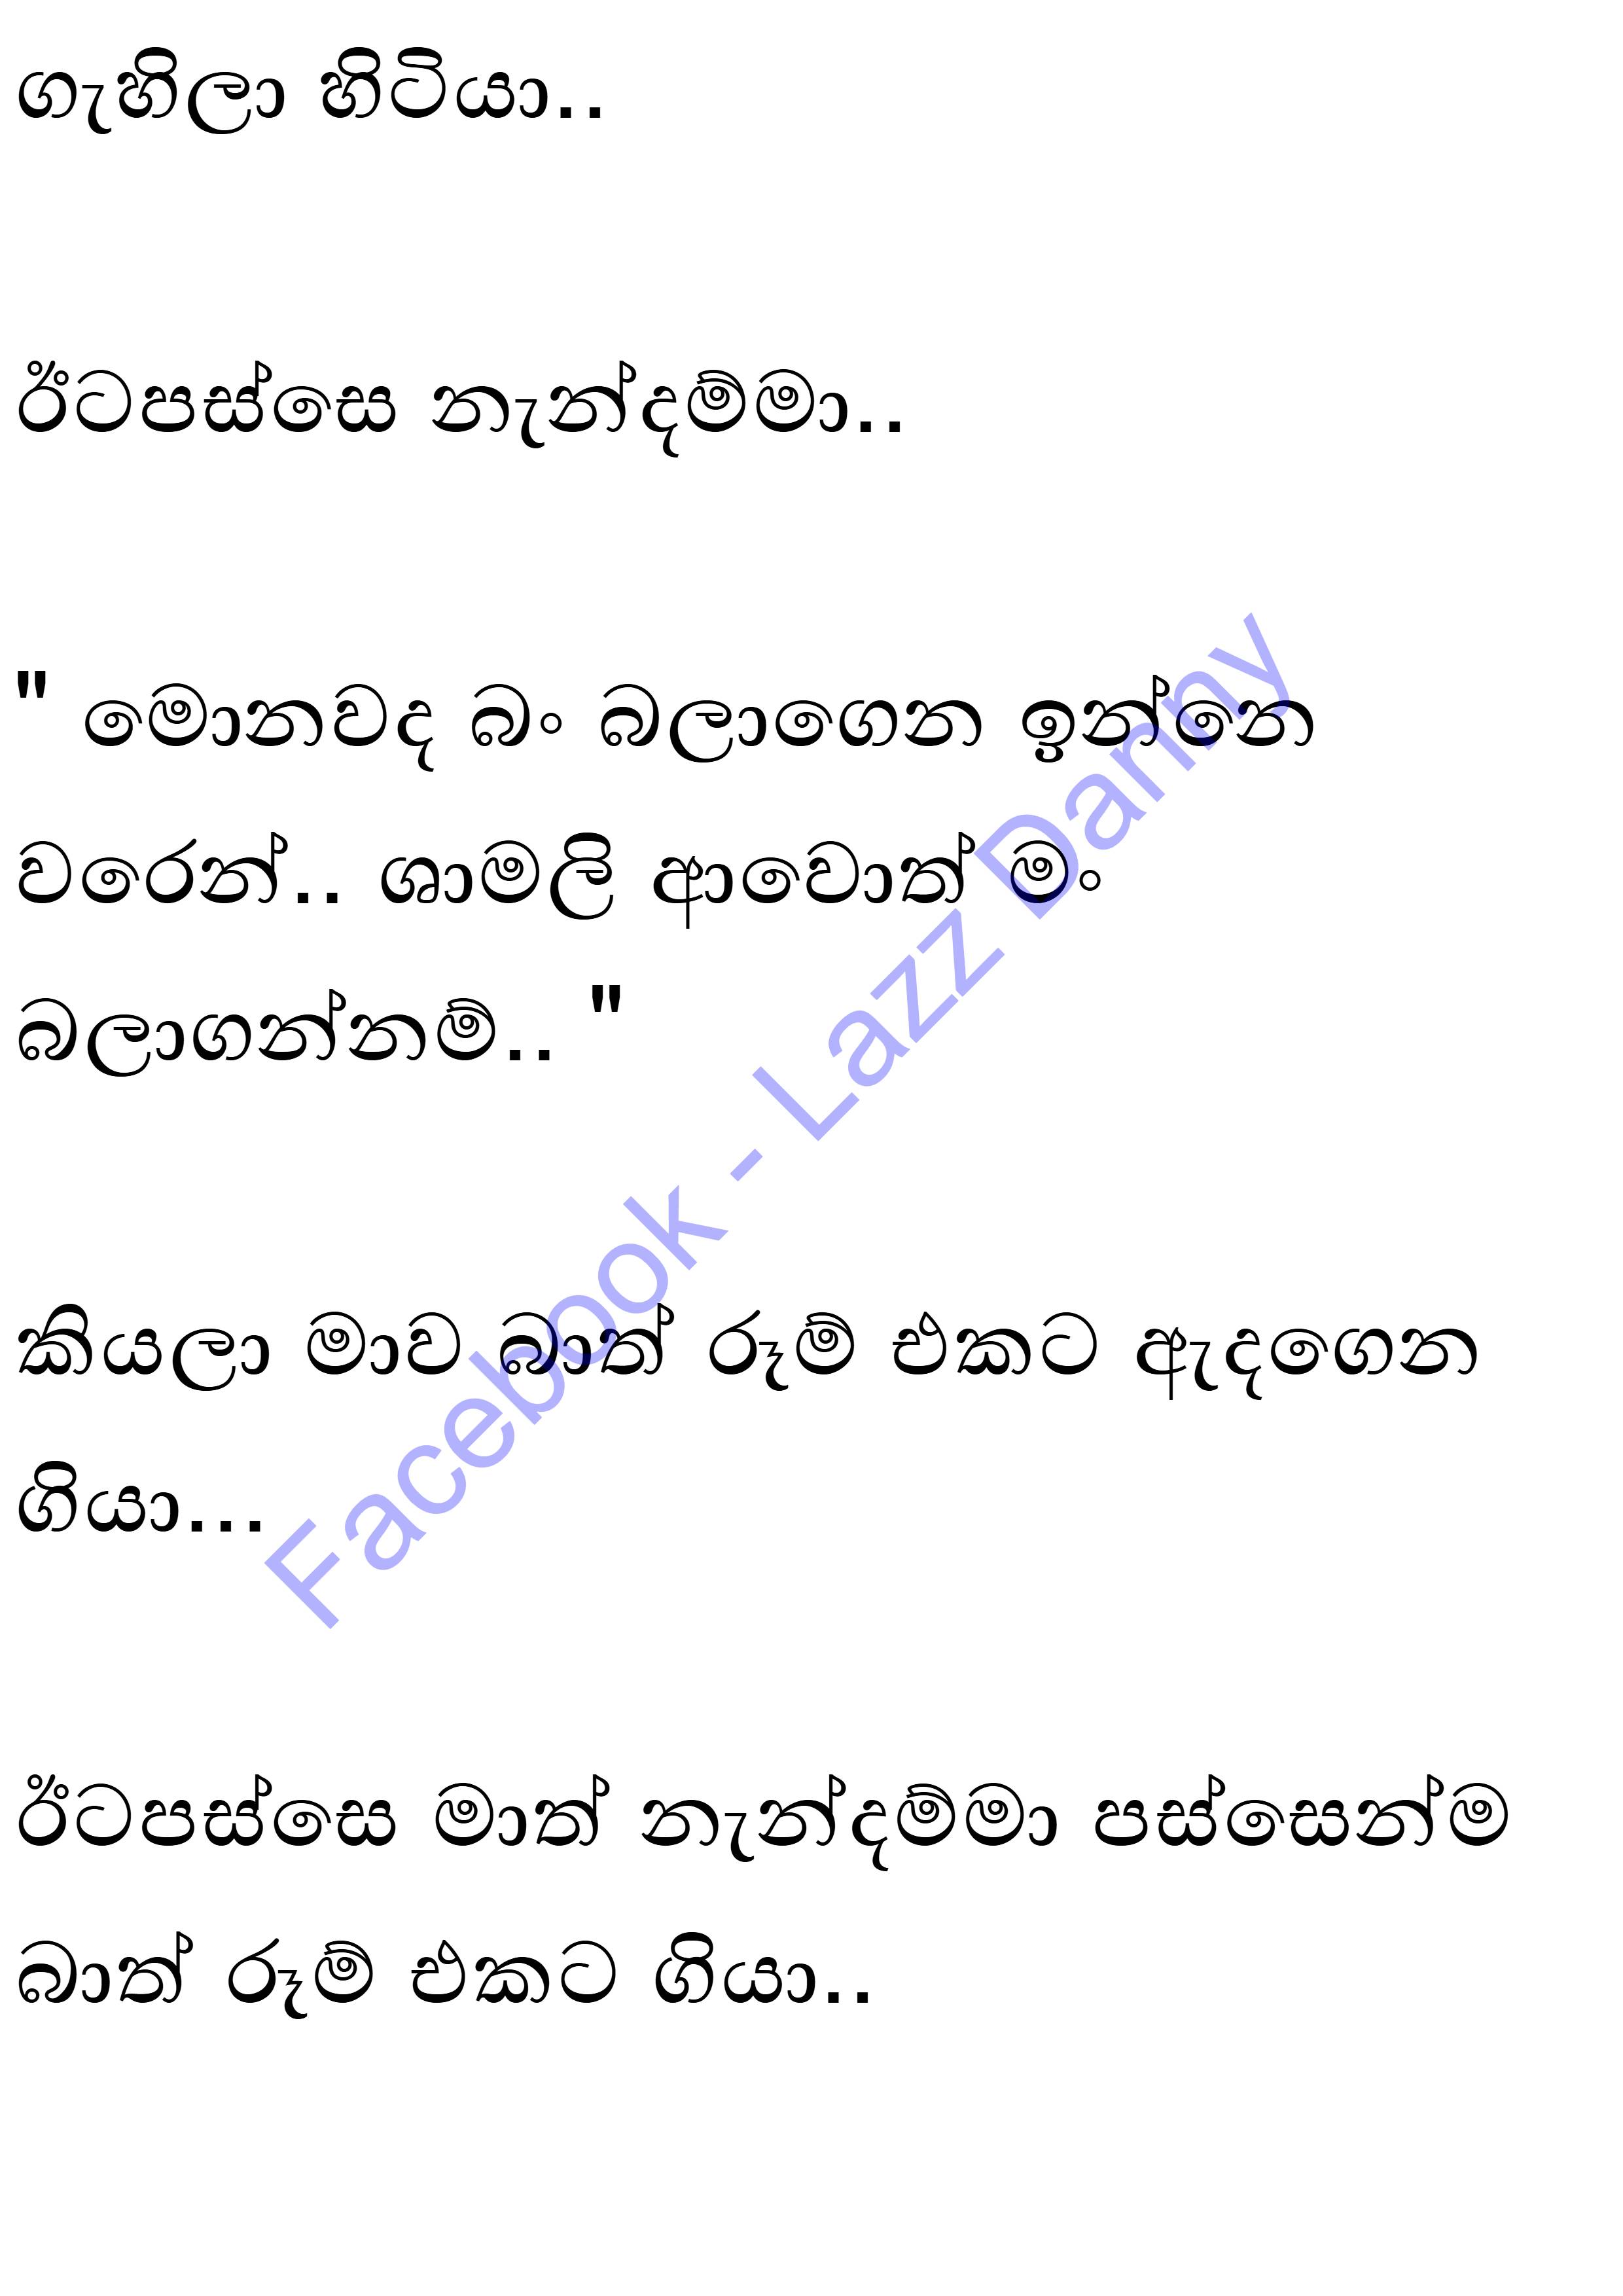 ගැහිලා හිටියා..
ඊටපස්සෙ නැන්දම්මා..
" මොනවද බං බලාගෙන ඉන්නෙ
වරෙන්.. ශාමලි ආවොත් මං
බලාගන්නම්.. "
කියලා මාව බාත් රූම් එකට ඇදගෙන
ගියා...
ඊටපස්සෙ මාත් නැන්දම්මා පස්සෙන්ම
බාත් රූම් එකට ගියා..
Facebook - Lazz Danny